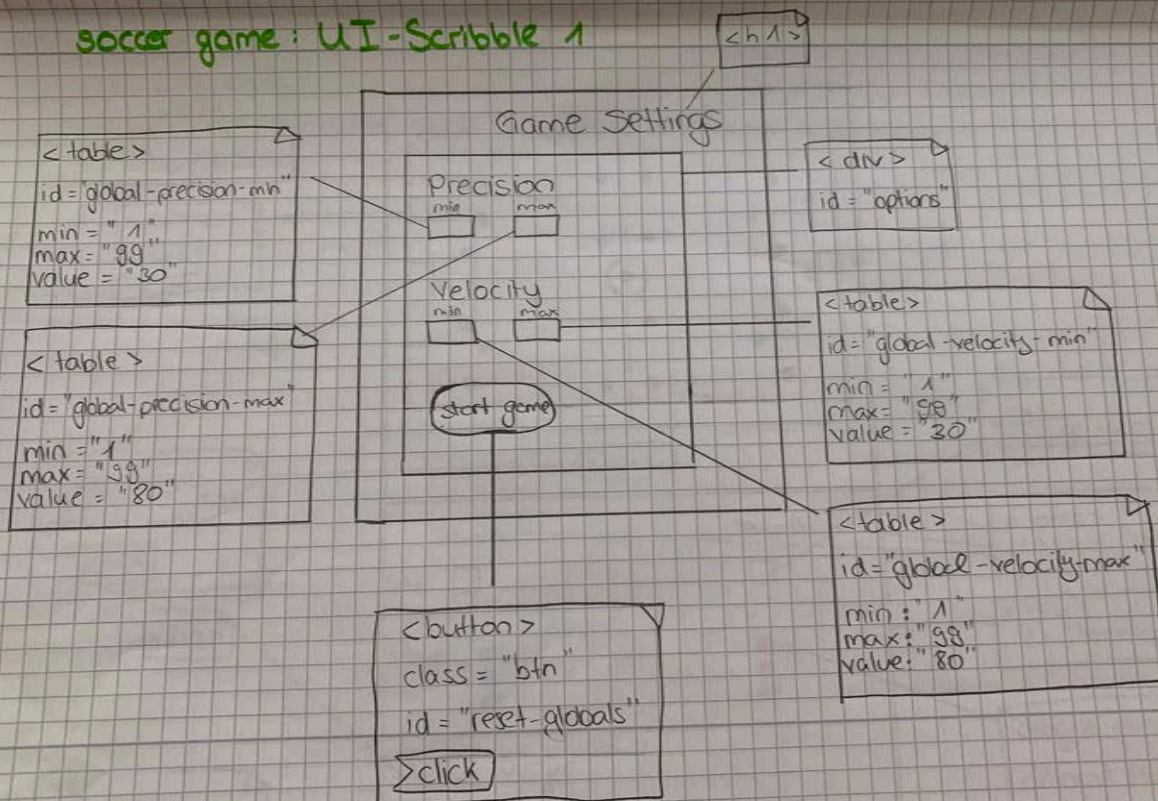 soccer game: UI-Scribble 1
<h1>
Game Settings
Precision
min max
Velocity
min max
start game
<table>
id="global-precision-min"
min = "1"
max= "99"
value = "30"
<table>
id="global-precision-max"
min ="1"
max= "99"
value = "80"
<div>
id = "options"
<table>
id="global-velocity-min"
min = "1"
max= "98"
value = "30"
<table>
id="global-velocity-max"
min: "1"
max: "98"
value: "80"
<button>
class = "btn"
id = "reset-globals"
>click